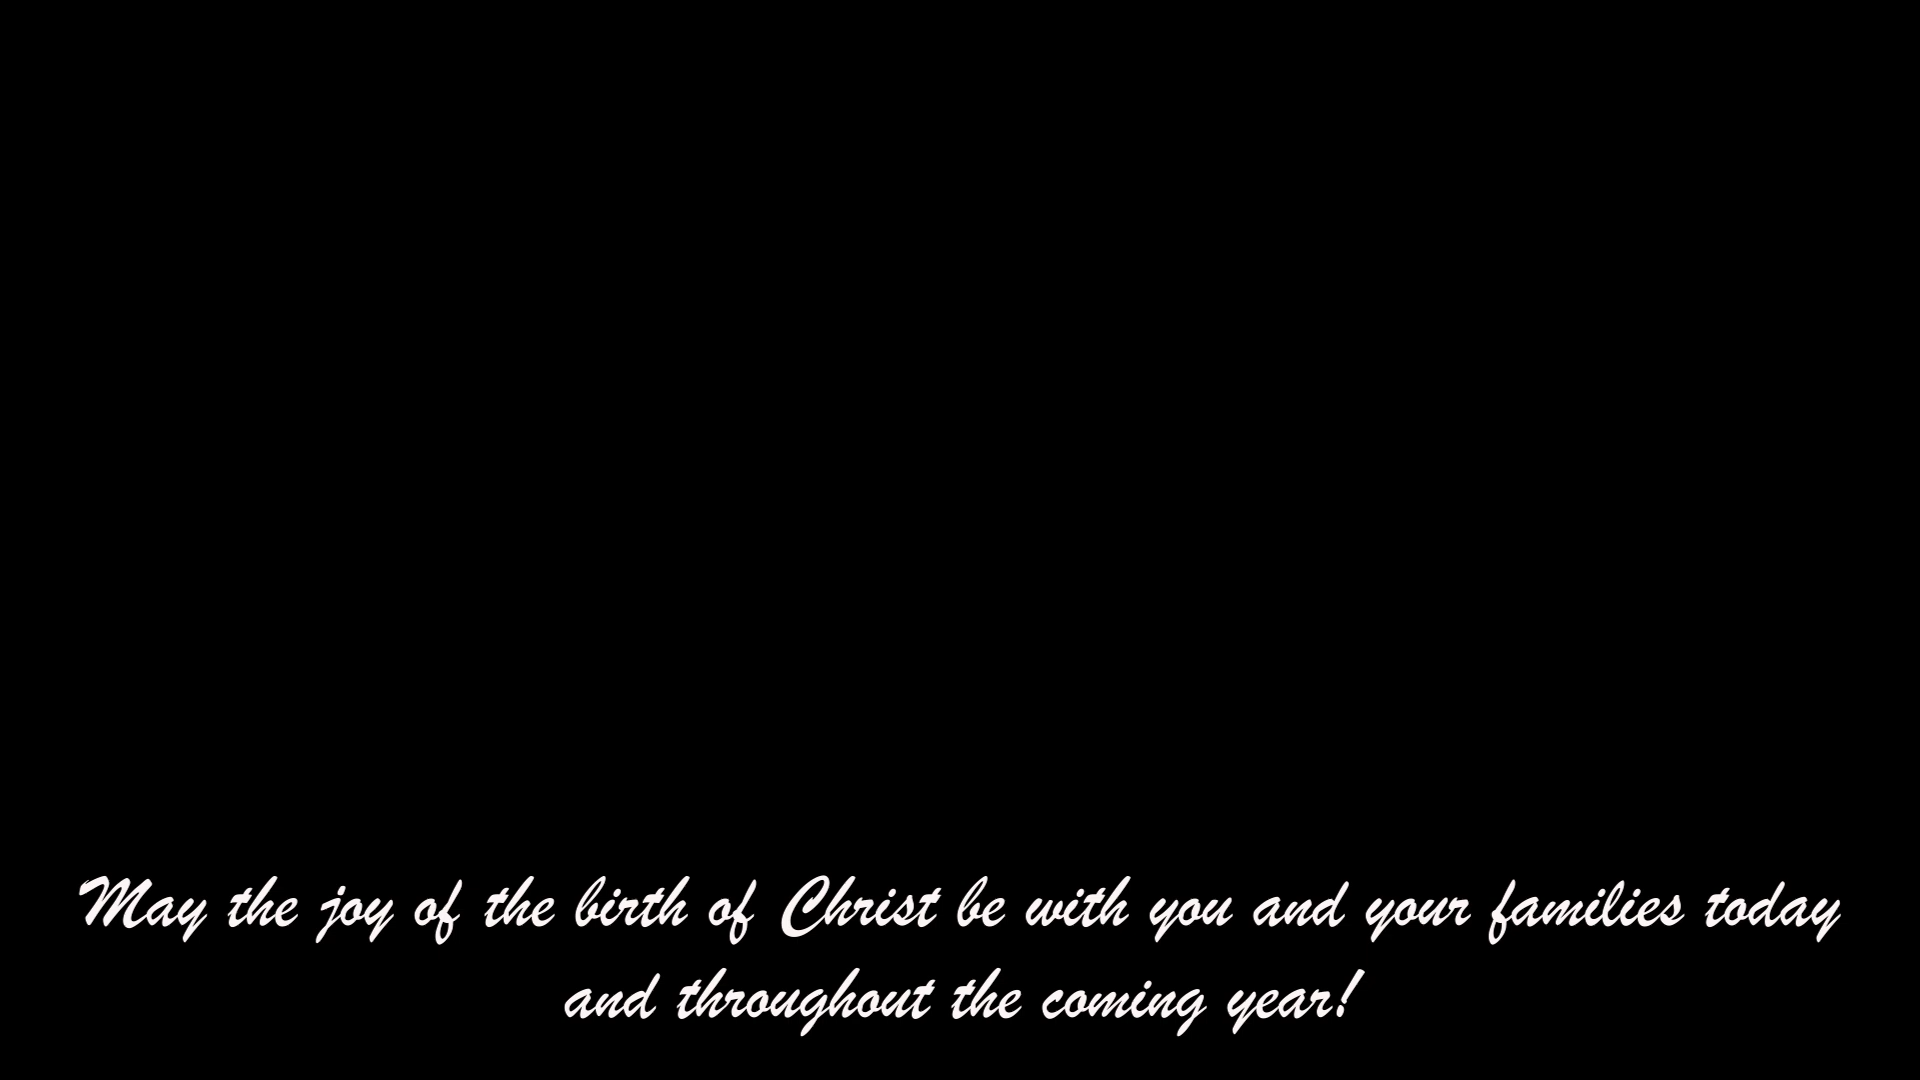 May the joy of the birth of Christ be with you and your families today
and throughout the coming year!